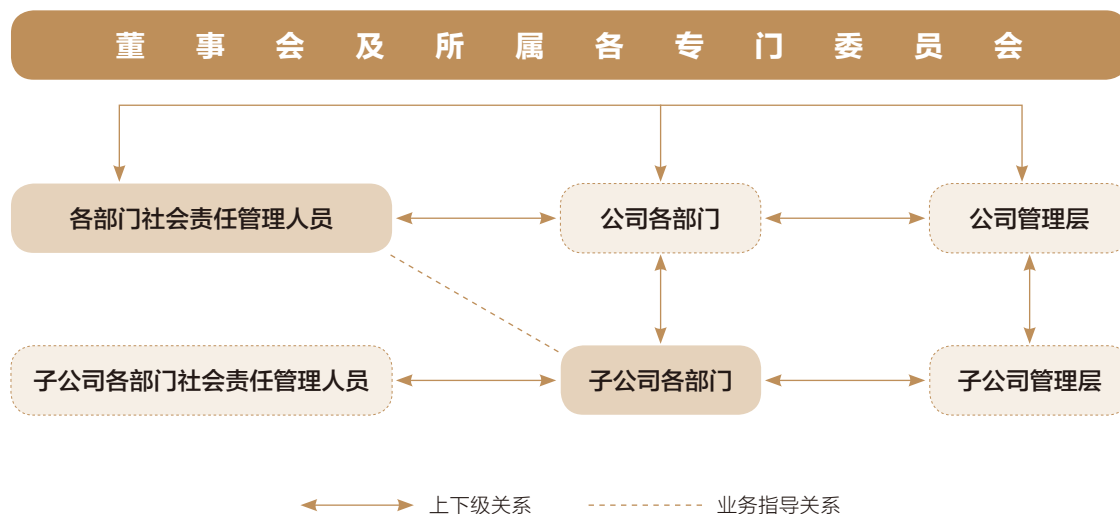 董事会及所属各专门委员会
各部门社会责任管理人员
公司各部门
公司管理层
子公司各部门社会责任管理人员
子公司各部门
子公司管理层
上下级关系
业务指导关系